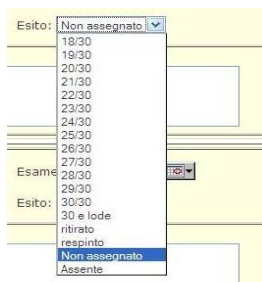 Esito: Non assegnato
18/30
19/30
20/30
21/30
22/30
23/30
24/30
25/30
26/30
27/30
28/30
29/30
30/30
30 e lode
ritirato
respinto
Non assegnato
Assente
Esame
Esito: